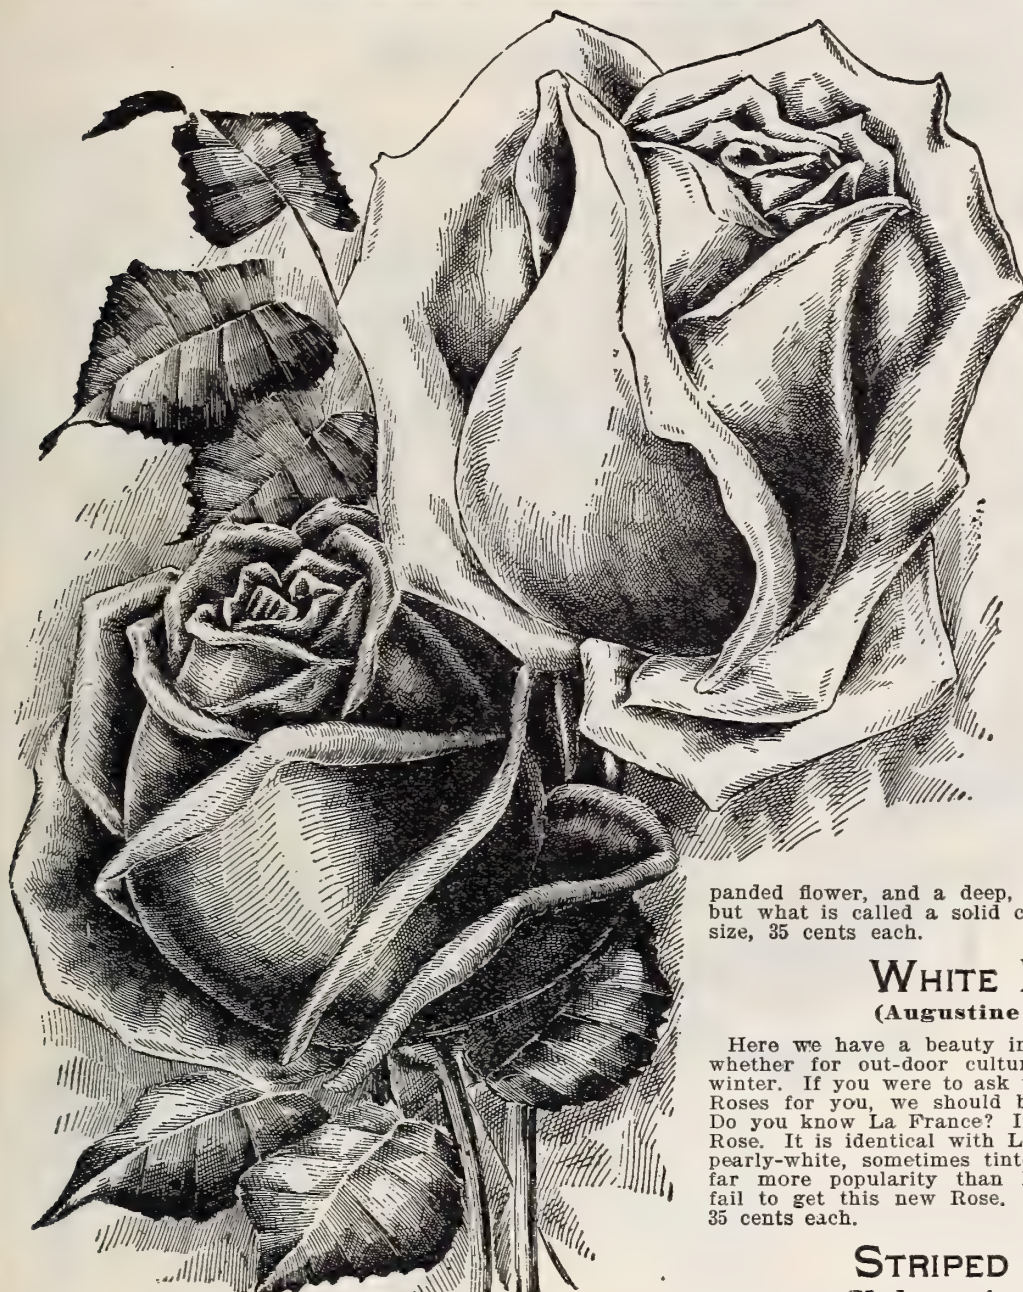 panded flower, and a deep,
but what is called a solid
size, 35 cents each.
WHITE
(Augustine
Here we have a beauty in
whether for out-door
winter. If you were to ask
Roses for you, we should
Do you know La France?
Rose. It is identical with
pearly-white, sometimes
far more popularity than
fail to get this new Rose.
35 cents each.
STRIPED